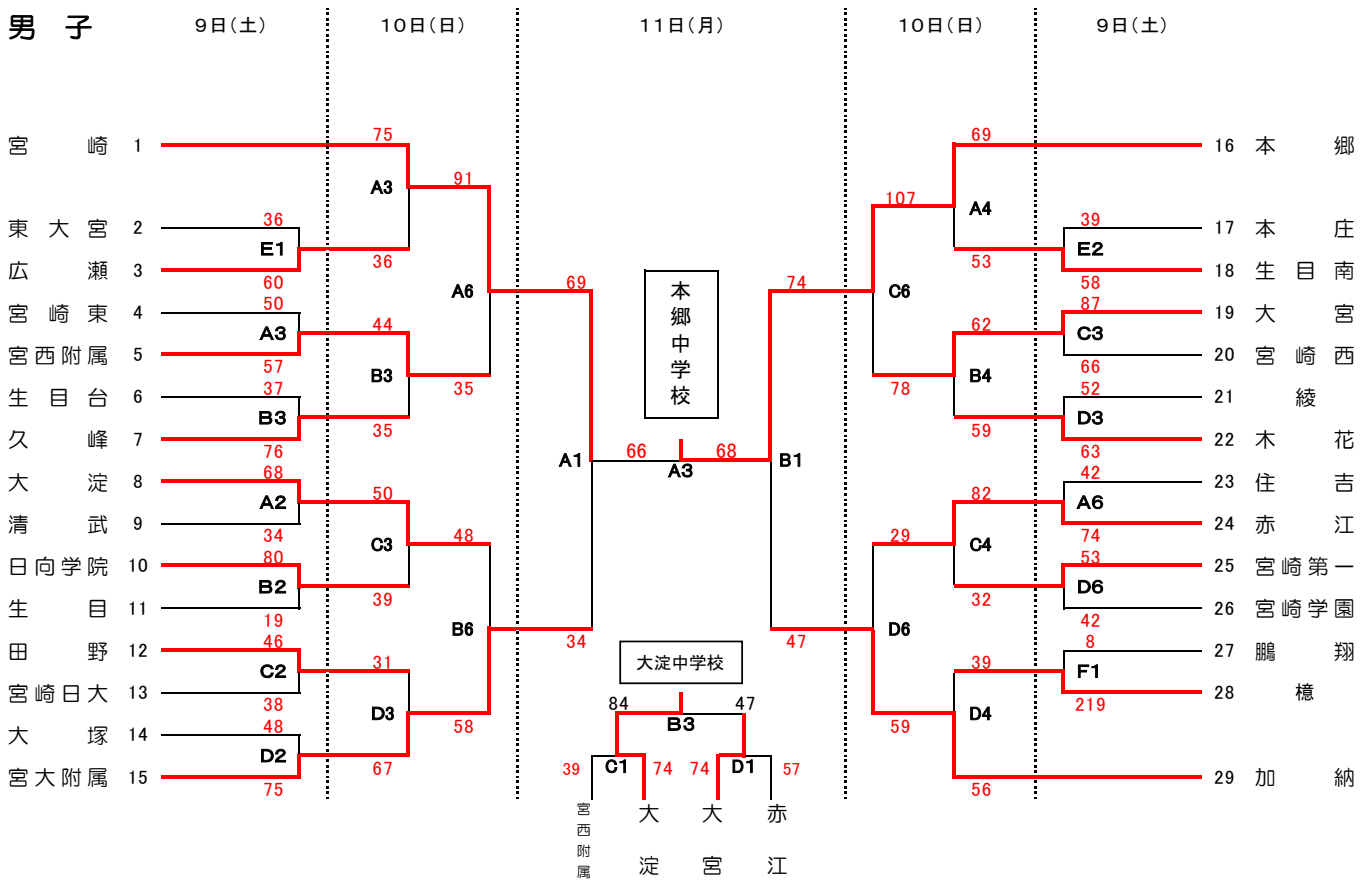 男子 9日(土) 10日(日) 11日(月) 10日(日) 9日(土)
75 69
宮崎 1 16 本郷
A3 91 107 A4
東大宮 2 36 39 17 本庄
E1 36 53 E2
広瀬 3 18 生目南
60 A6 69 74 C6 58
50 87
宮崎東 4 19 大宮
A3 44 62 C3
宮西附属 5 20 宮崎西
57 B3 35 78 B4 66
37 52
生目台 6 21 綾
B3 35 59 D3
久峰 7 22 木花
76 63
本郷中学校
A1 66 A3 68 B1
68 42
大淀 8 23 住吉
A2 50 82 A6
清武 9 24 赤江
34 C3 48 29 C4 74
80 53
日向学院 10 25 宮崎第一
B2 39 32 D6
生目 11 26 宮崎学園
19 B6 34 47 D6 42
46 8
田野 12 27 鵬翔
C2 31 39 F1
宮崎日大 13 28 檍
38 D3 58 59 D4 219
48
大塚 14
D2 67 56
宮大附属 15 29 加納
75
大淀中学校
84 47
B3
39 C1 74 74 D1 57
宮西附属 大淀 大宮 赤江